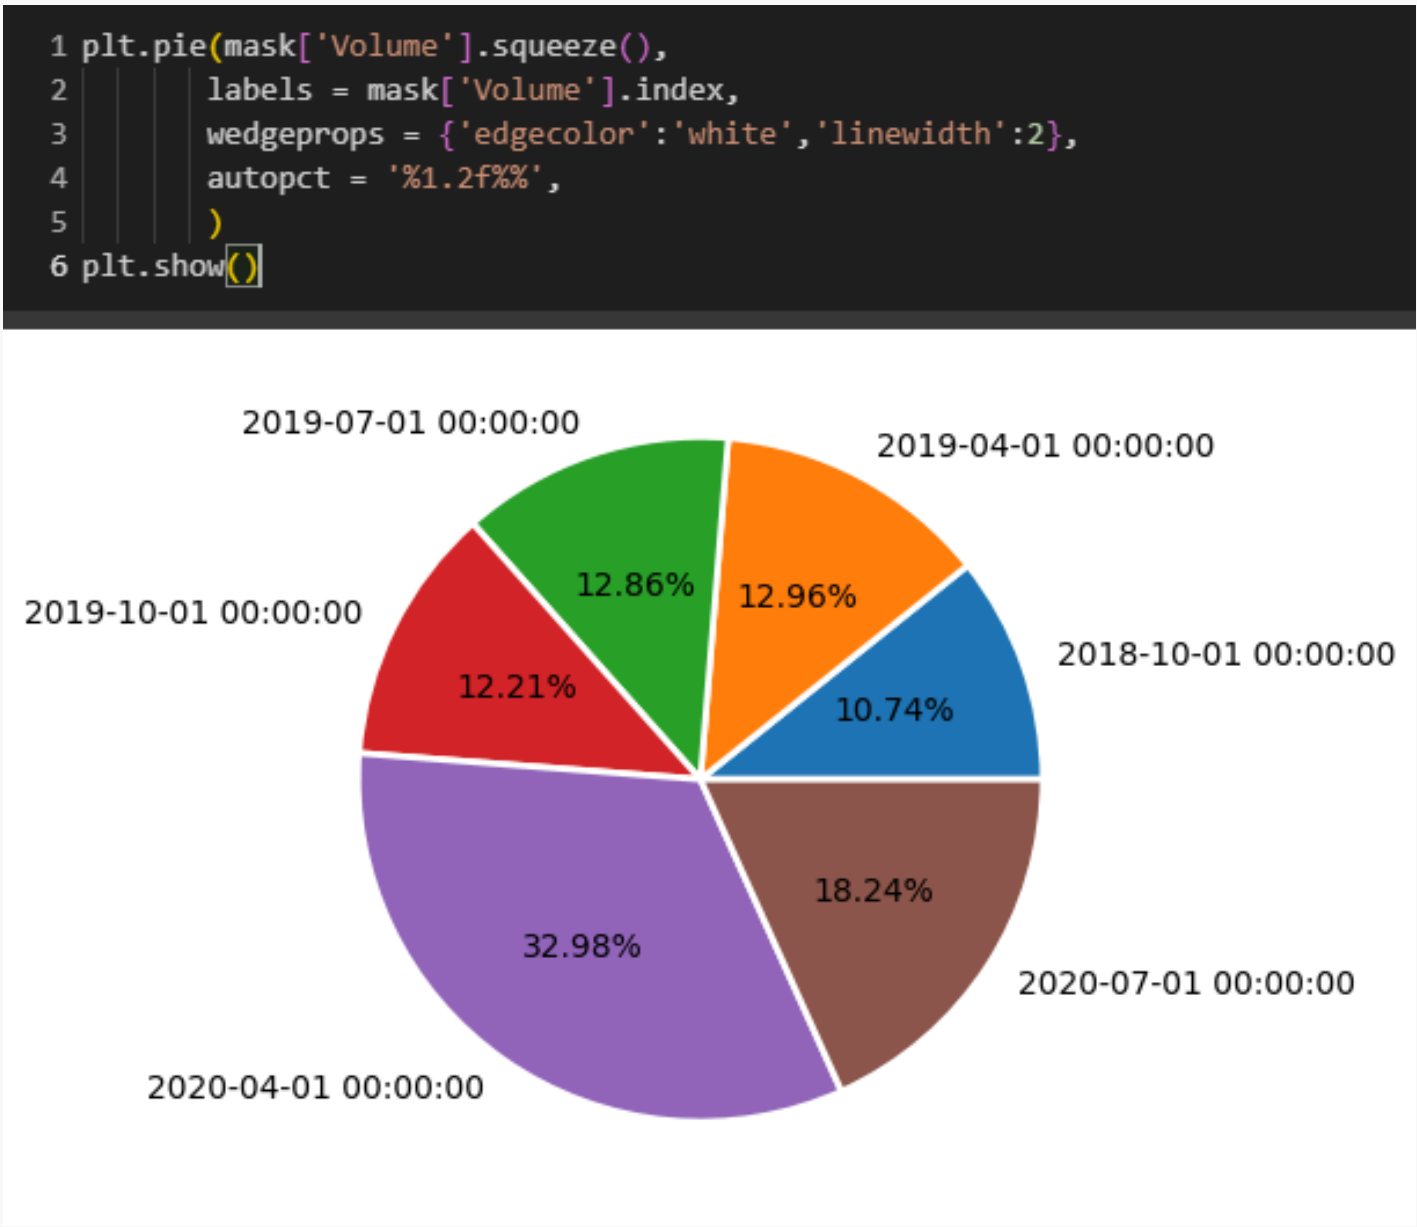 1 plt.pie(mask['Volume'].squeeze(),
2 labels = mask['Volume'].index,
3 wedgeprops = {'edgecolor':'white','linewidth':2},
4 autopct = '%1.2f%%',
5 )
6 plt.show()
2019-07-01 00:00:00
2019-04-01 00:00:00
12.86%
12.96%
2019-10-01 00:00:00
2018-10-01 00:00:00
12.21%
10.74%
18.24%
32.98%
2020-07-01 00:00:00
2020-04-01 00:00:00